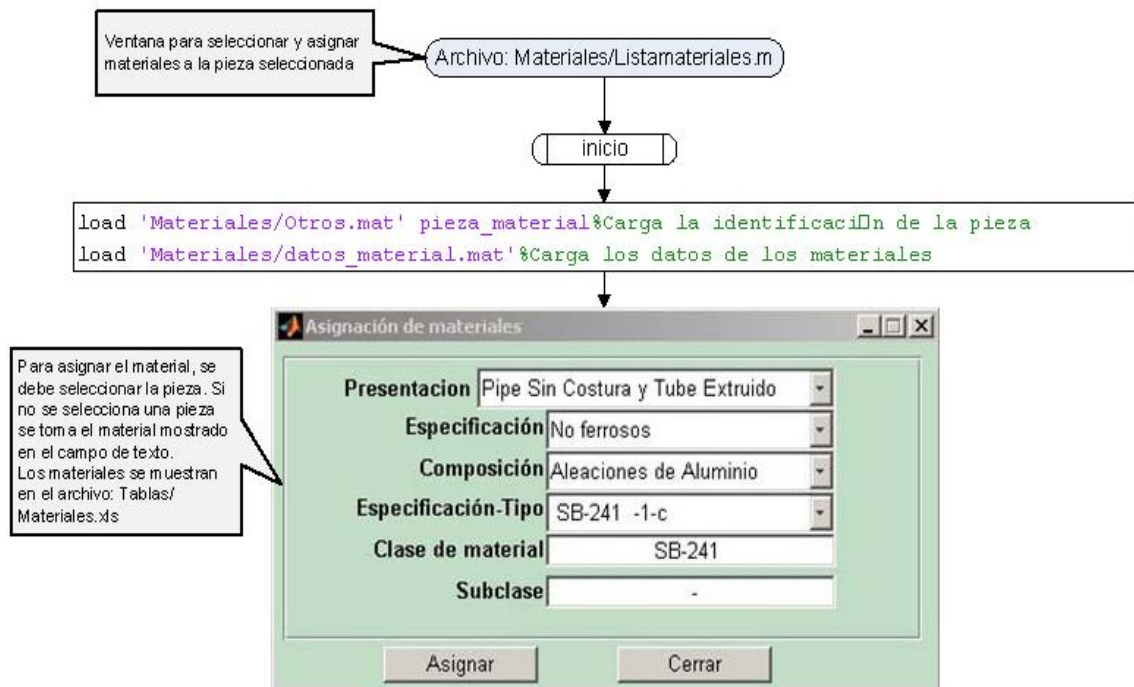 Ventana para seleccionar y asignar
materiales a la pieza seleccionada
Archivo: Materiales/Listamateriales.m
inicio
load 'Materiales/Otros.mat' pieza_material%Carga la identificaci□n de la pieza
load 'Materiales/datos_material.mat'%Carga los datos de los materiales
Asignación de materiales
Para asignar el material, se
debe seleccionar la pieza. Si
no se selecciona una pieza
se toma el material mostrado
en el campo de texto.
Los materiales se muestran
en el archivo: Tablas/
Materiales.xls
Presentacion Pipe Sin Costura y Tube Extruido
Especificación No ferrosos
Composición Aleaciones de Aluminio
Especificación-Tipo SB-241 -1-c
Clase de material SB-241
Subclase -
Asignar Cerrar